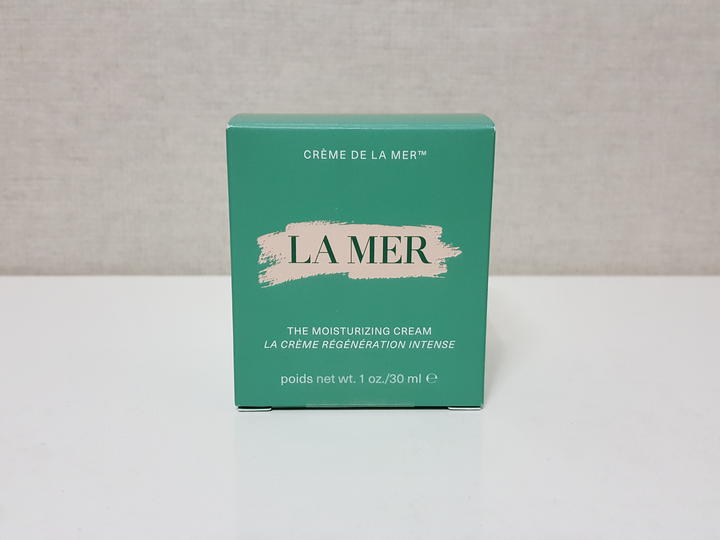 CRÈME DE LA MER™
LA MER
THE MOISTURIZING CREAM
LA CRÈME RÉGÉNÉRATION INTENSE
poids net wt. 1 oz./30 ml ℮